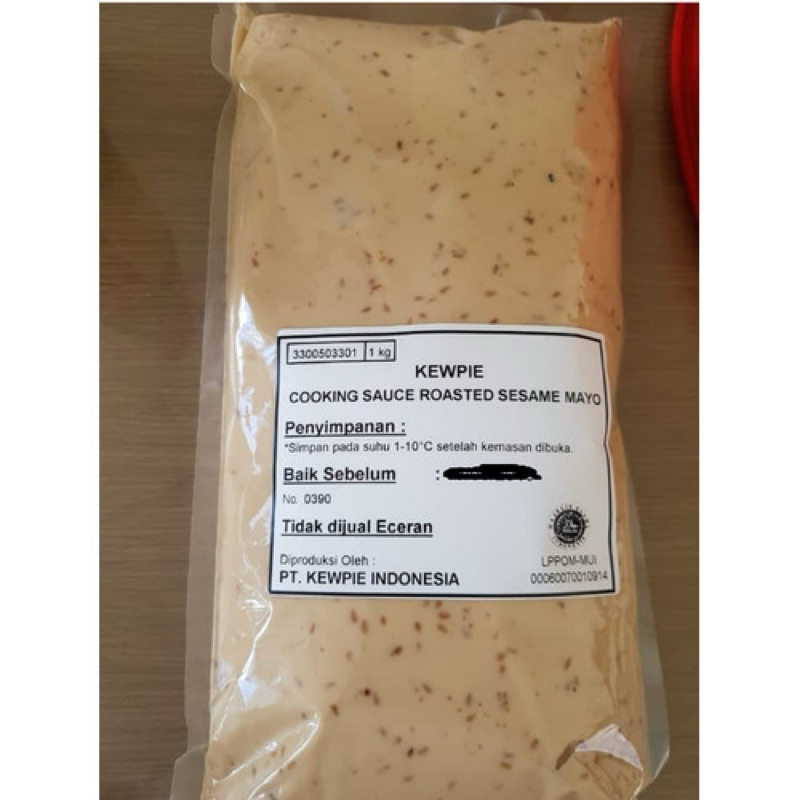 3300503301 1 kg
KEWPIE
COOKING SAUCE ROASTED SESAME MAYO
Penyimpanan :
*Simpan pada suhu 1-10°C setelah kemasan dibuka.
Baik Sebelum :
No. 0390
Tidak dijual Eceran
Diproduksi Oleh :
PT. KEWPIE INDONESIA
LPPOM-MUI
00060070010914